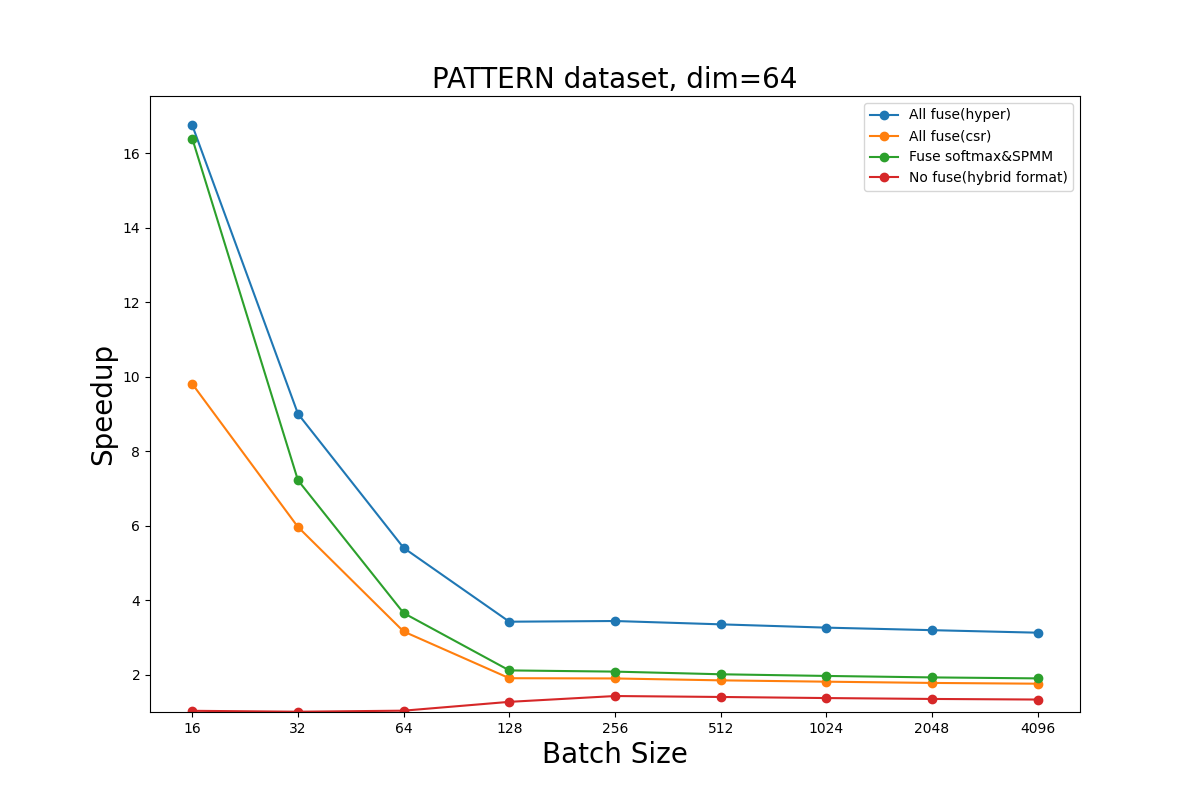 PATTERN dataset, dim=64
All fuse(hyper)
All fuse(csr)
Fuse softmax&SPMM
No fuse(hybrid format)
Speedup
16
14
12
10
8
6
4
2
16 32 64 128 256 512 1024 2048 4096
Batch Size